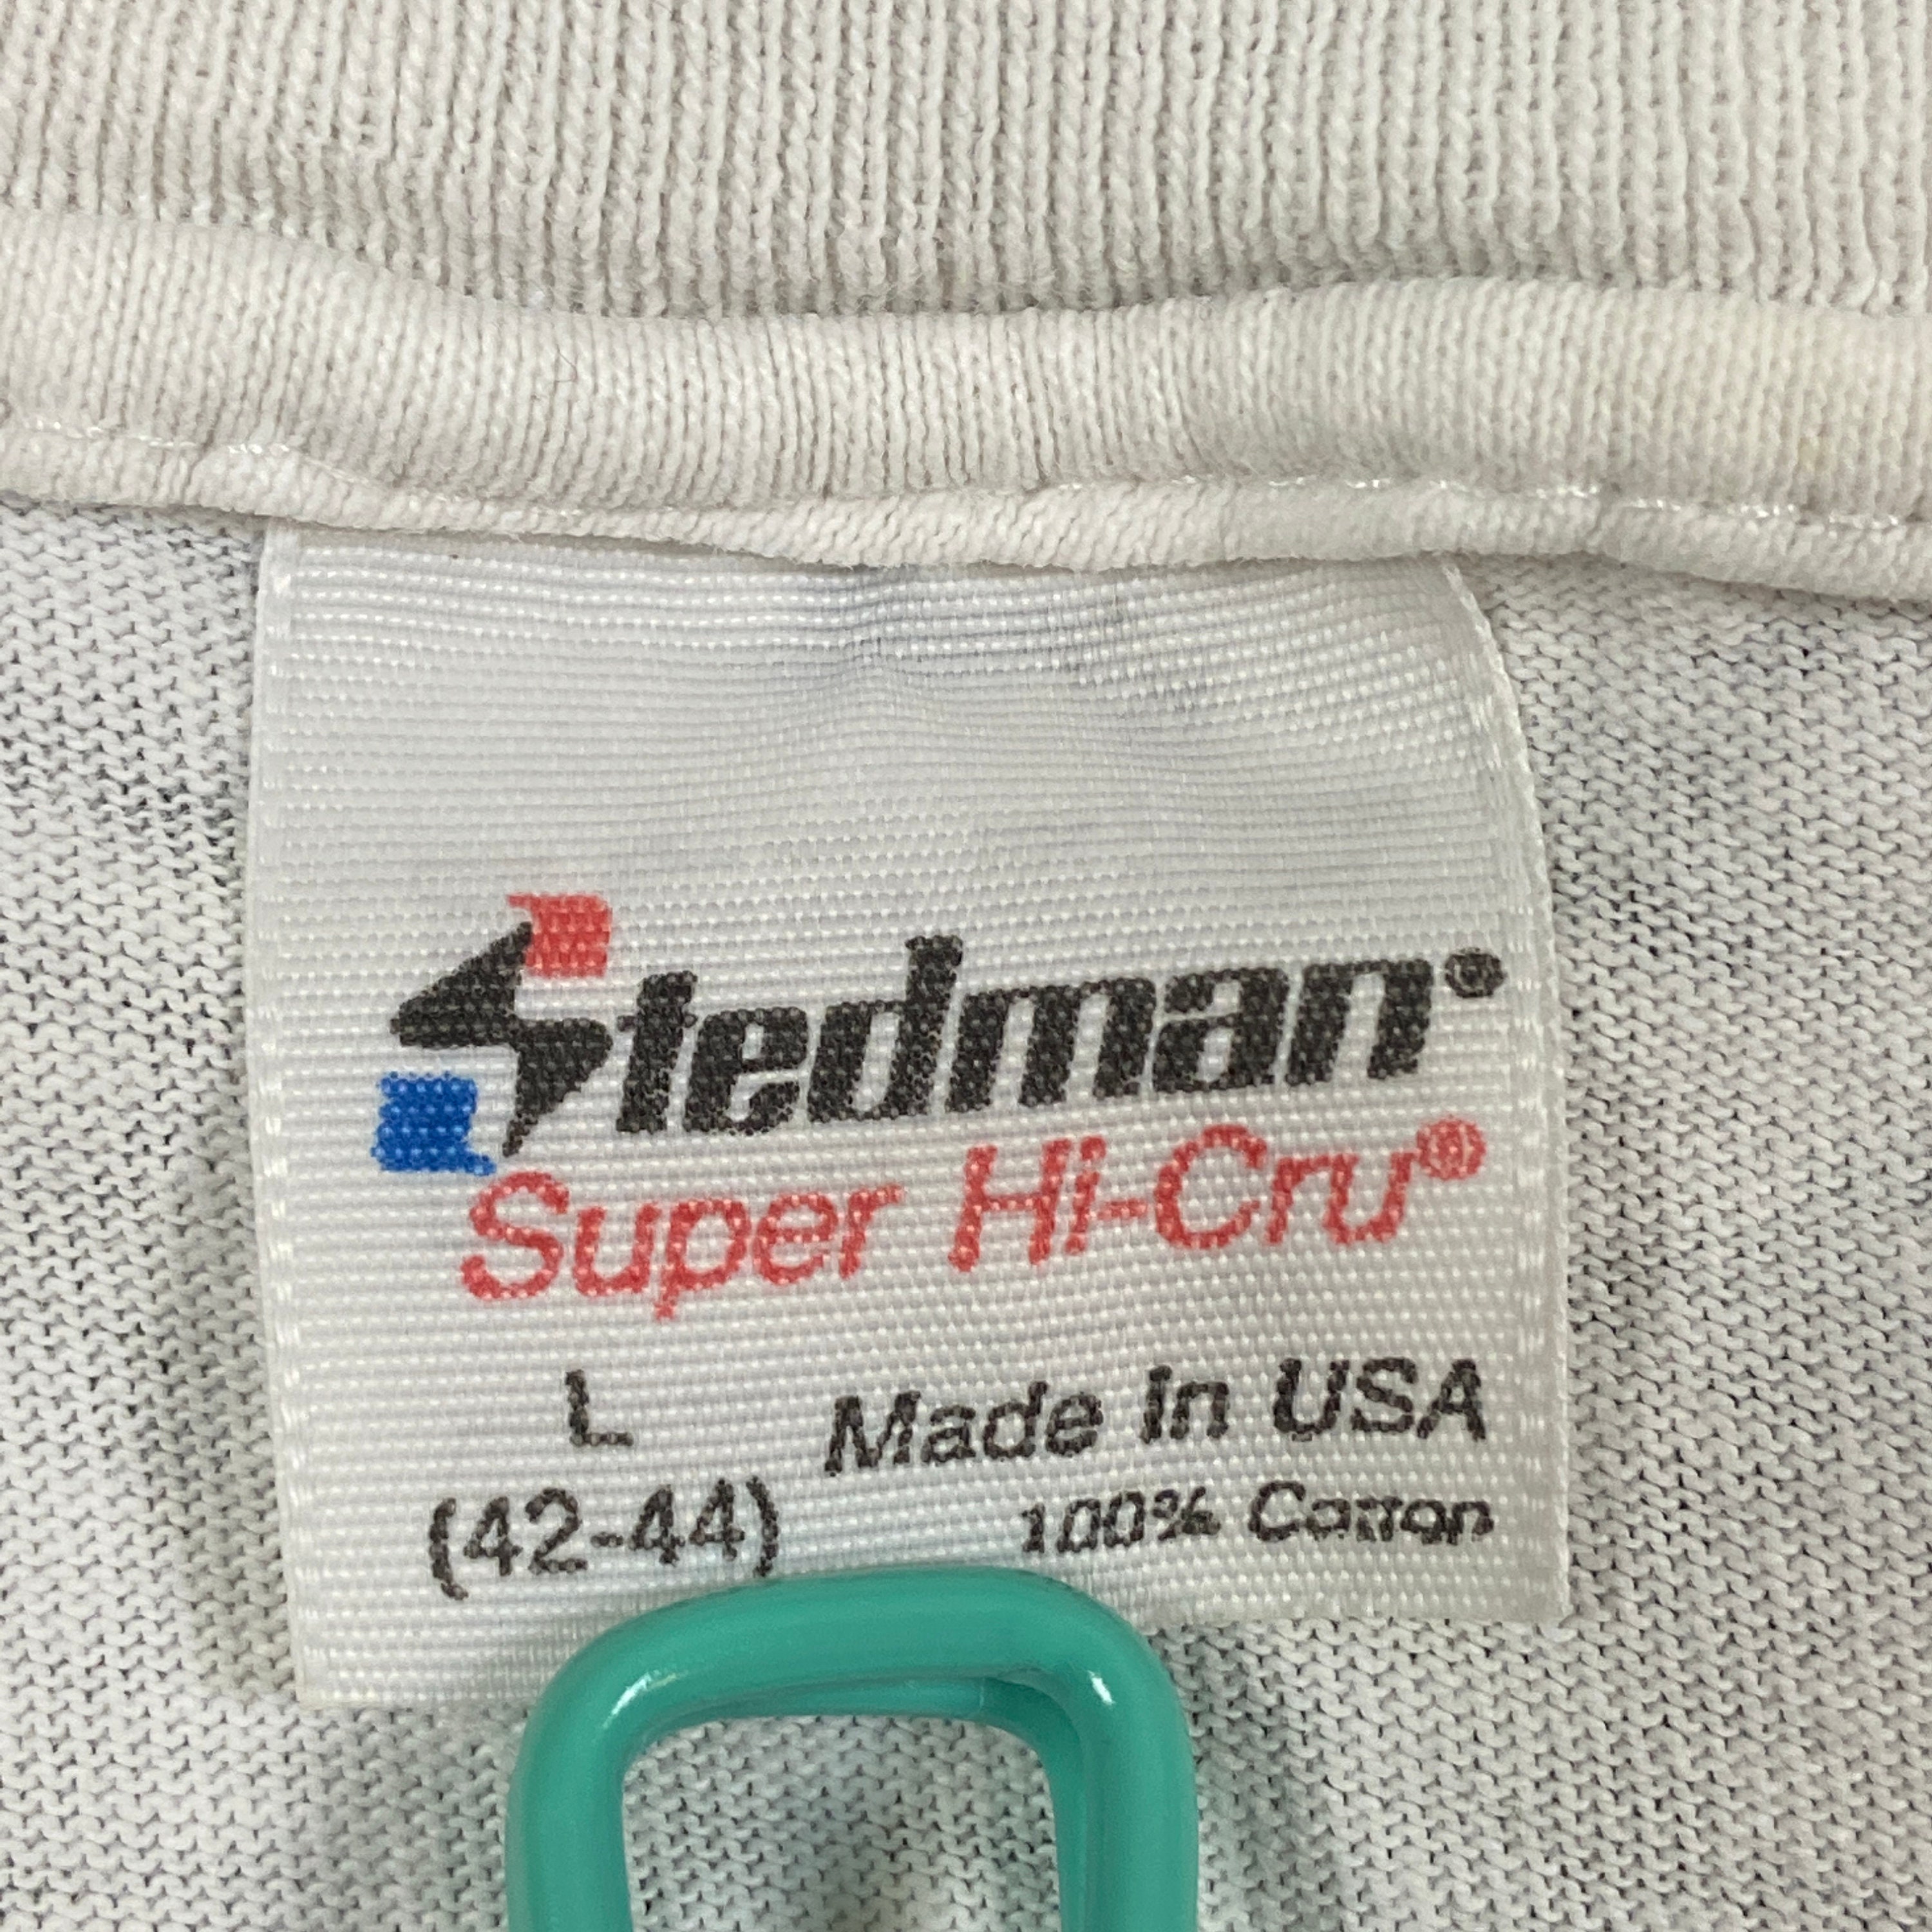 Stedman®
Super Hi-Cru®
L Made in USA
(42-44) 100% Cotton